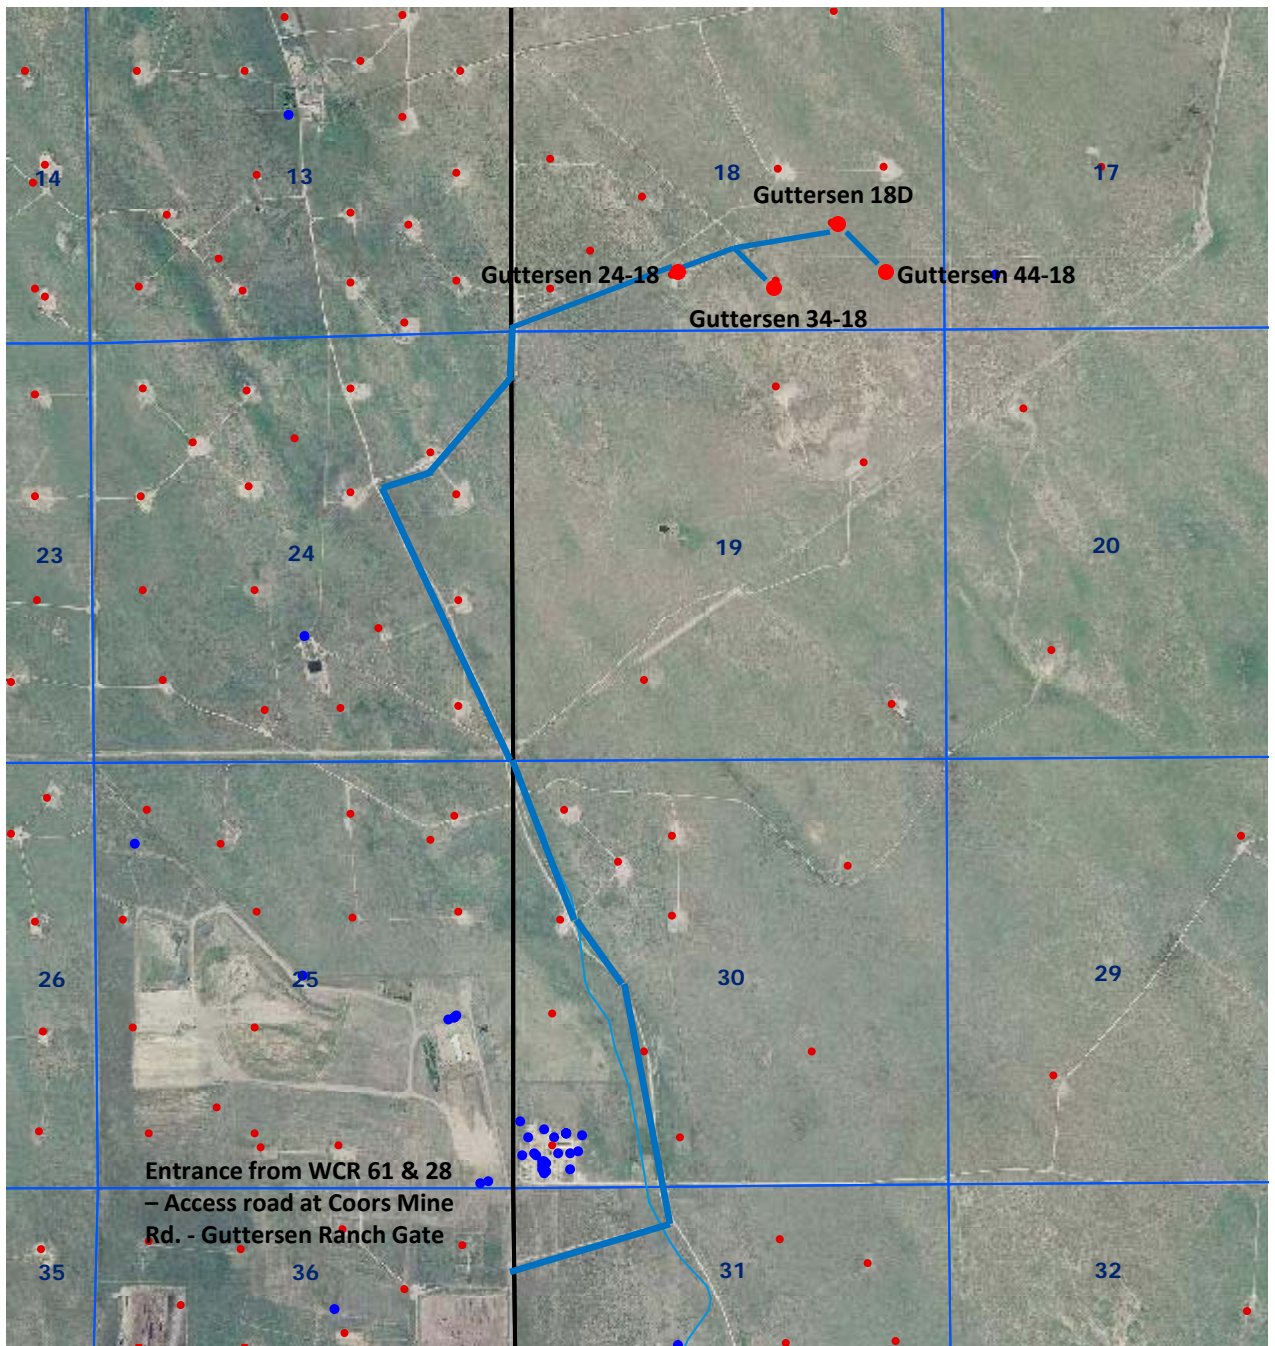 14
13
18
17
Guttersen 18D
Guttersen 24-18
Guttersen 44-18
Guttersen 34-18
23
24
19
20
26
25
30
29
Entrance from WCR 61 & 28
– Access road at Coors Mine
Rd. - Guttersen Ranch Gate
35
36
31
32